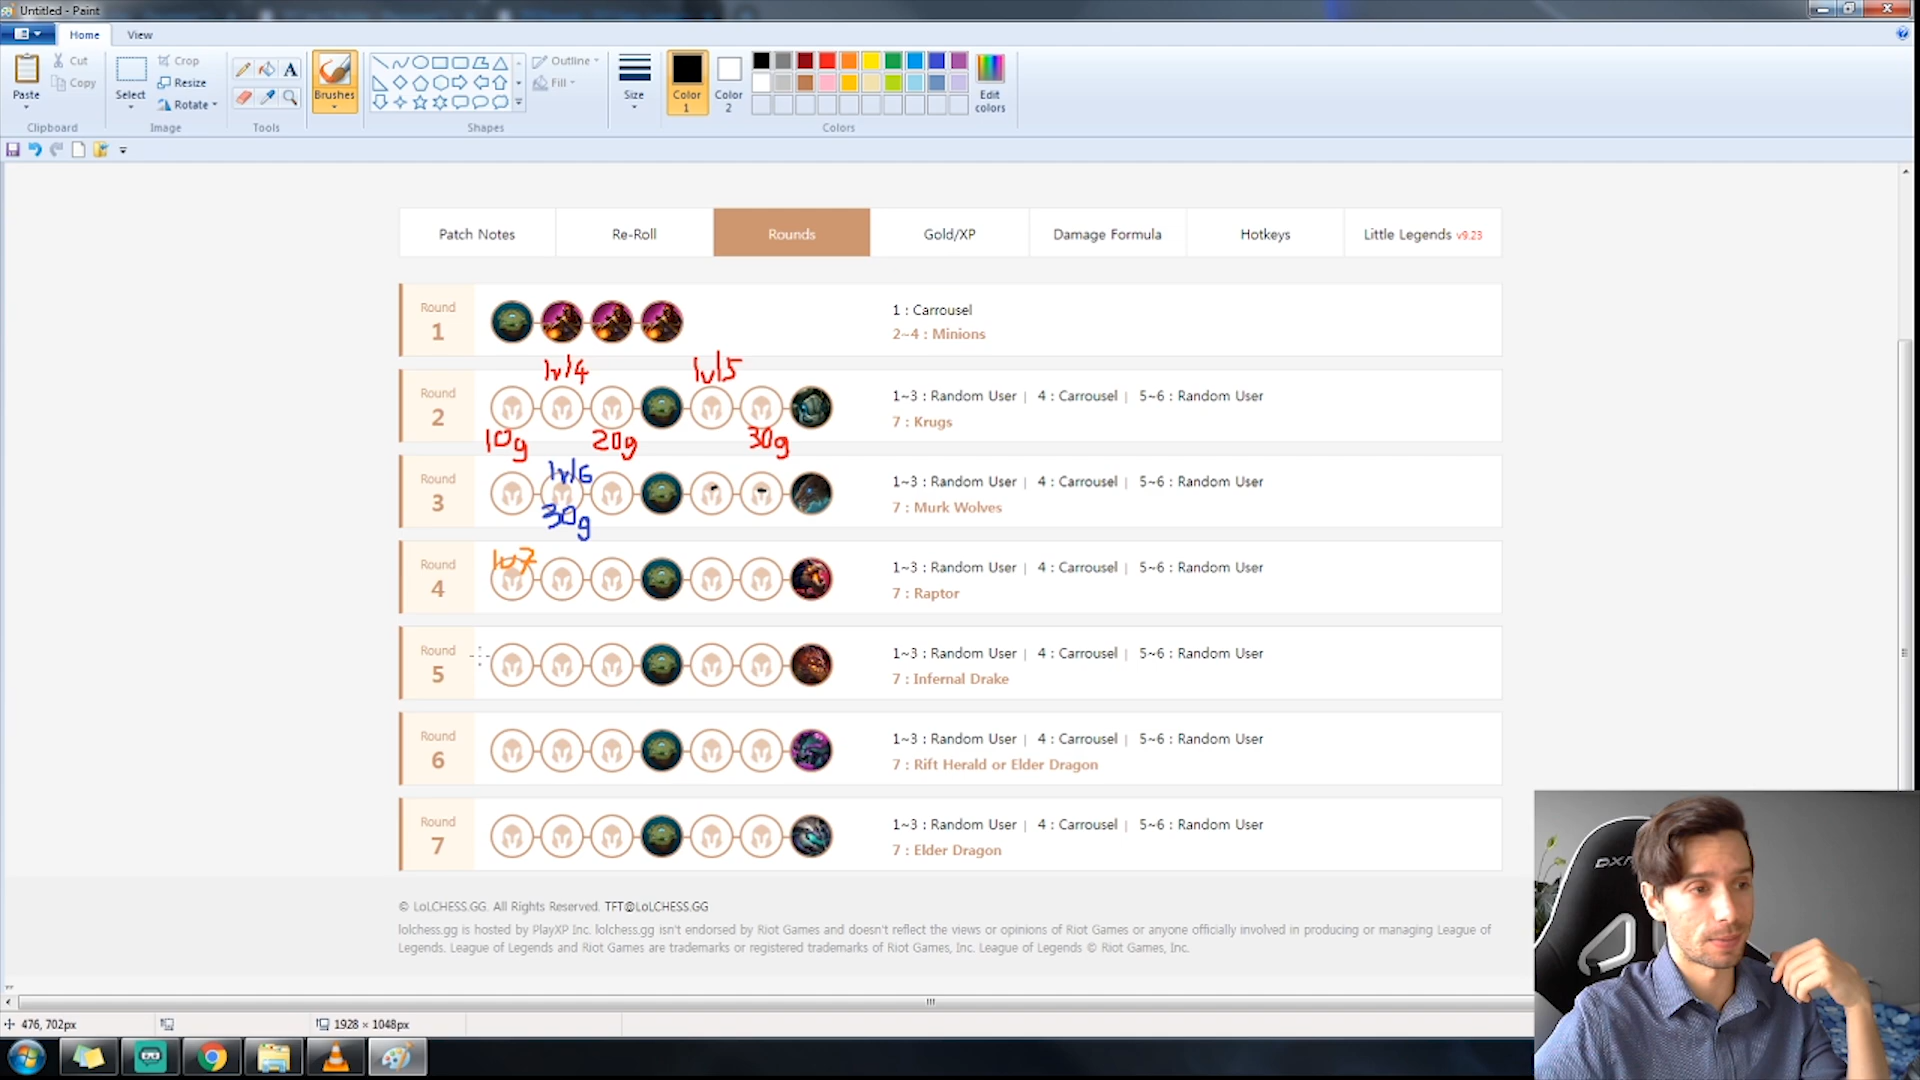 Untitled - Paint
Home View
Paste
Cut
Copy
Clipboard
Select
Crop
Resize
Rotate
Image
Tools
Brushes
Shapes
Outline
Fill
Size
Color 1
Color 2
Edit colors
Colors
Patch Notes Re-Roll Rounds Gold/XP Damage Formula Hotkeys Little Legends v9.23
Round 1
1 : Carrousel
2~4 : Minions
lvl4 lvl5
Round 2
1~3 : Random User | 4 : Carrousel | 5~6 : Random User
7 : Krugs
10g 20g 30g
lvl6
Round 3
1~3 : Random User | 4 : Carrousel | 5~6 : Random User
7 : Murk Wolves
30g
lv7
Round 4
1~3 : Random User | 4 : Carrousel | 5~6 : Random User
7 : Raptor
Round 5
1~3 : Random User | 4 : Carrousel | 5~6 : Random User
7 : Infernal Drake
Round 6
1~3 : Random User | 4 : Carrousel | 5~6 : Random User
7 : Rift Herald or Elder Dragon
Round 7
1~3 : Random User | 4 : Carrousel | 5~6 : Random User
7 : Elder Dragon
© LoLCHESS.GG. All Rights Reserved. TFT@LoLCHESS.GG
lolchess.gg is hosted by PlayXP Inc. lolchess.gg isn't endorsed by Riot Games and doesn't reflect the views or opinions of Riot Games or anyone officially involved in producing or managing League of
Legends. League of Legends and Riot Games are trademarks or registered trademarks of Riot Games, Inc. League of Legends © Riot Games, Inc.
476, 702px 1928 × 1048px